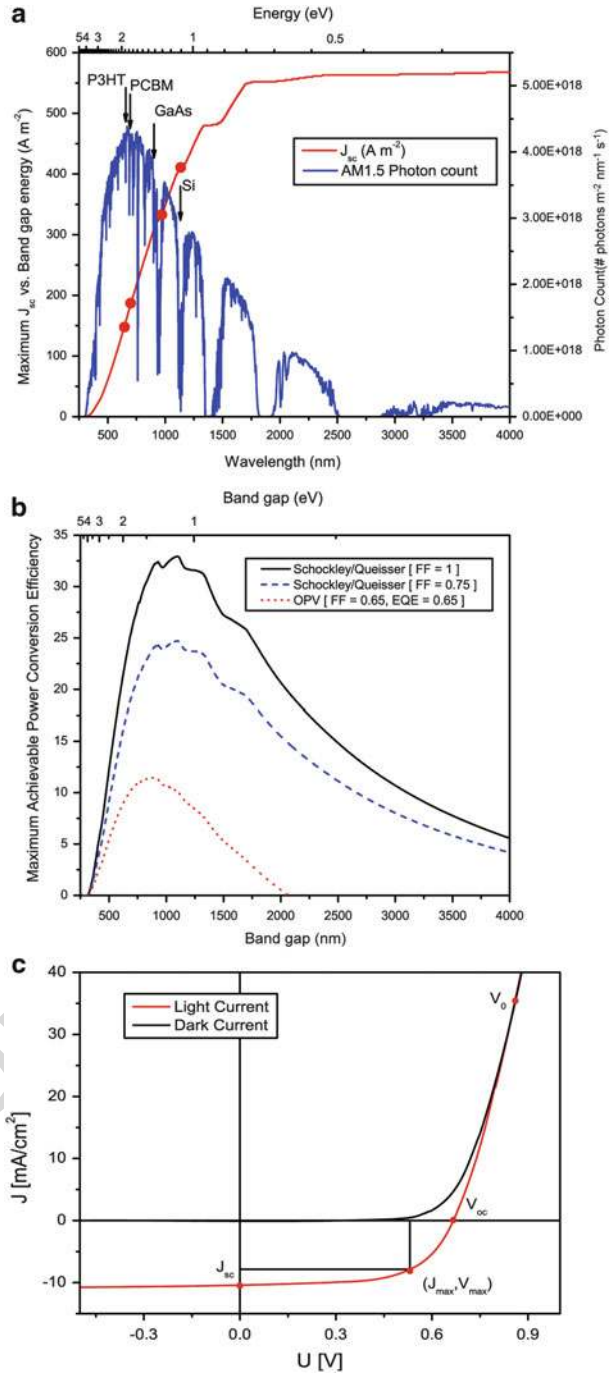 a
Energy (eV)
54 3 2 1 0.5
600
500
400
300
200
100
0
Maximum J_sc vs. Band gap energy (A m⁻²)
P3HT
PCBM
GaAs
Si
J_sc (A m⁻²)
AM1.5 Photon count
5.00E+018
4.00E+018
3.00E+018
2.00E+018
1.00E+018
0.00E+000
Photon Count(# photons m⁻² nm⁻¹ s⁻¹)
500 1000 1500 2000 2500 3000 3500 4000
Wavelength (nm)
b
Band gap (eV)
54 3 2 1
35
30
25
20
15
10
5
0
Maximum Achievable Power Conversion Efficiency
Schockley/Queisser [ FF = 1 ]
Schockley/Queisser [ FF = 0.75 ]
OPV [ FF = 0.65, EQE = 0.65 ]
500 1000 1500 2000 2500 3000 3500 4000
Band gap (nm)
c
40
30
20
10
0
-10
J [mA/cm²]
Light Current
Dark Current
V_0
V_oc
J_sc
(J_max,V_max)
-0.3 0.0 0.3 0.6 0.9
U [V]